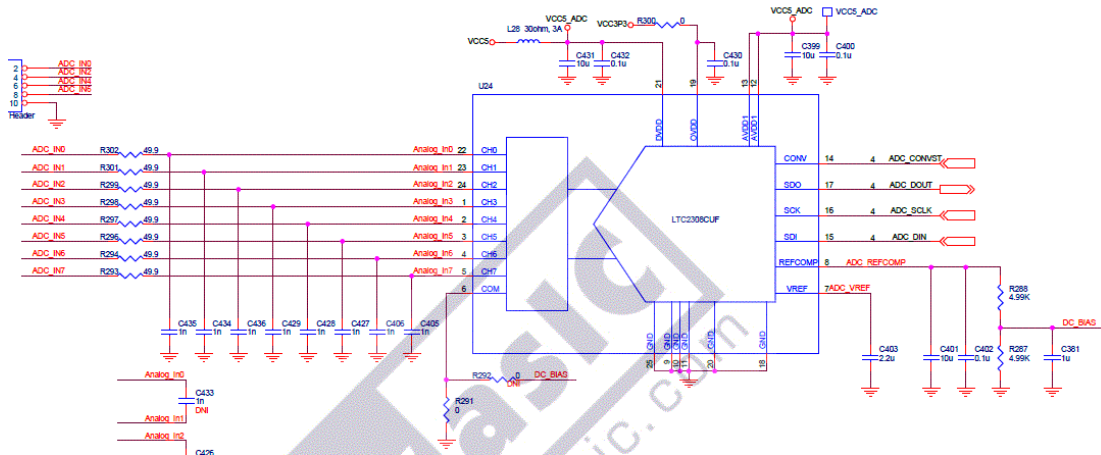 VCC5_ADC
VCC5_ADC
VCC5_ADC
VCC5
L28 30ohm, 3A
VCC3P3
R300
0
C431
10u
C432
0.1u
C430
0.1u
C399
10u
C400
0.1u
2
4
6
8
10
ADC_IN0
ADC_IN2
ADC_IN4
ADC_IN6
Header
U24
21
19
13
12
DVDD
OVDD
AVDD1
AVDD1
ADC_IN0 R302 49.9 Analog_In0 22 CH0
ADC_IN1 R301 49.9 Analog_In1 23 CH1
ADC_IN2 R299 49.9 Analog_In2 24 CH2
ADC_IN3 R298 49.9 Analog_In3 1 CH3
ADC_IN4 R297 49.9 Analog_In4 2 CH4
ADC_IN5 R296 49.9 Analog_In5 3 CH5
ADC_IN6 R294 49.9 Analog_In6 4 CH6
ADC_IN7 R293 49.9 Analog_In7 5 CH7
6 COM
LTC2308CUF
CONV 14 4 ADC_CONVST
SDO 17 4 ADC_DOUT
SCK 16 4 ADC_SCLK
SDI 15 4 ADC_DIN
REFCOMP 8 ADC_REFCOMP
VREF 7 ADC_VREF
GND
GND
GND
GND
GND
GND
25
9
10
11
20
18
C435
1n
C434
1n
C436
1n
C429
1n
C428
1n
C427
1n
C406
1n
C405
1n
C403
2.2u
C401
10u
C402
0.1u
R288
4.99K
R287
4.99K
DC_BIAS
C381
1u
R292 0 DC_BIAS
DNI
R291
0
Analog_In0
C433
1n
DNI
Analog_In1
Analog_In2
C426
asic
sic.com